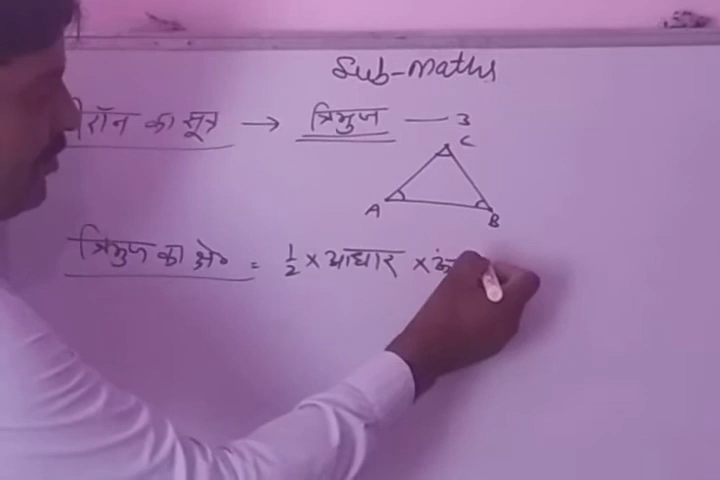 Sub-Maths
रॉन का सूत्र → त्रिभुज — 3
C
A
B
त्रिभुज का क्षे० = 1/2 × आधार ×